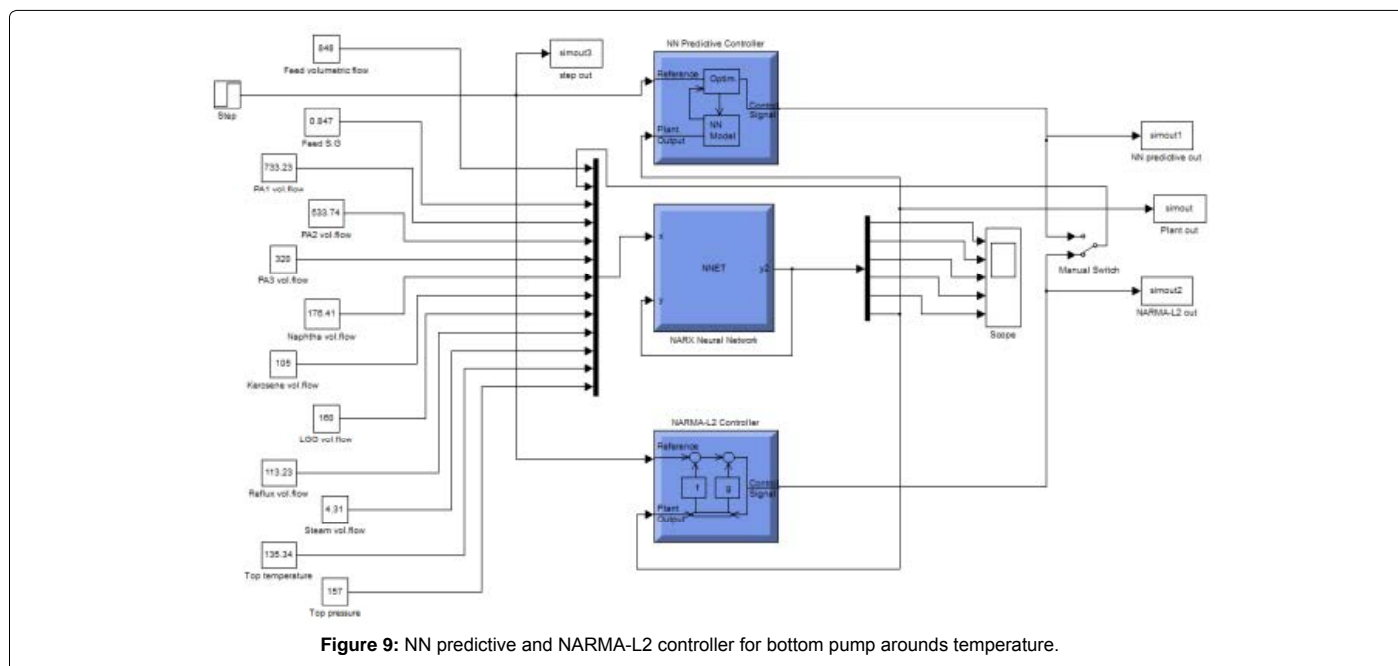 848
Feed volumetric.flow
simout3
step out
Step
0.847
Feed S.G
733.23
PA1 vol.flow
533.74
PA2 vol.flow
328
PA3 vol.flow
176.41
Naphtha vol.flow
105
Karosene vol.flow
160
LGO vol.flow
113.23
Reflux vol.flow
4.31
Steam vol.flow
135.34
Top temperature
157
Top pressure
NN Predictive Controller
Reference
Optim.
NN
Model
Control
Signal
Plant
Output
x
NNET
y2
y
NARX Neural Network
NARMA-L2 Controller
Reference
f
g
Control
Signal
Plant
Output
Scope
simout1
NN predictive out
simout
Plant out
Manual Switch
simout2
NARMA-L2 out
Figure 9: NN predictive and NARMA-L2 controller for bottom pump arounds temperature.